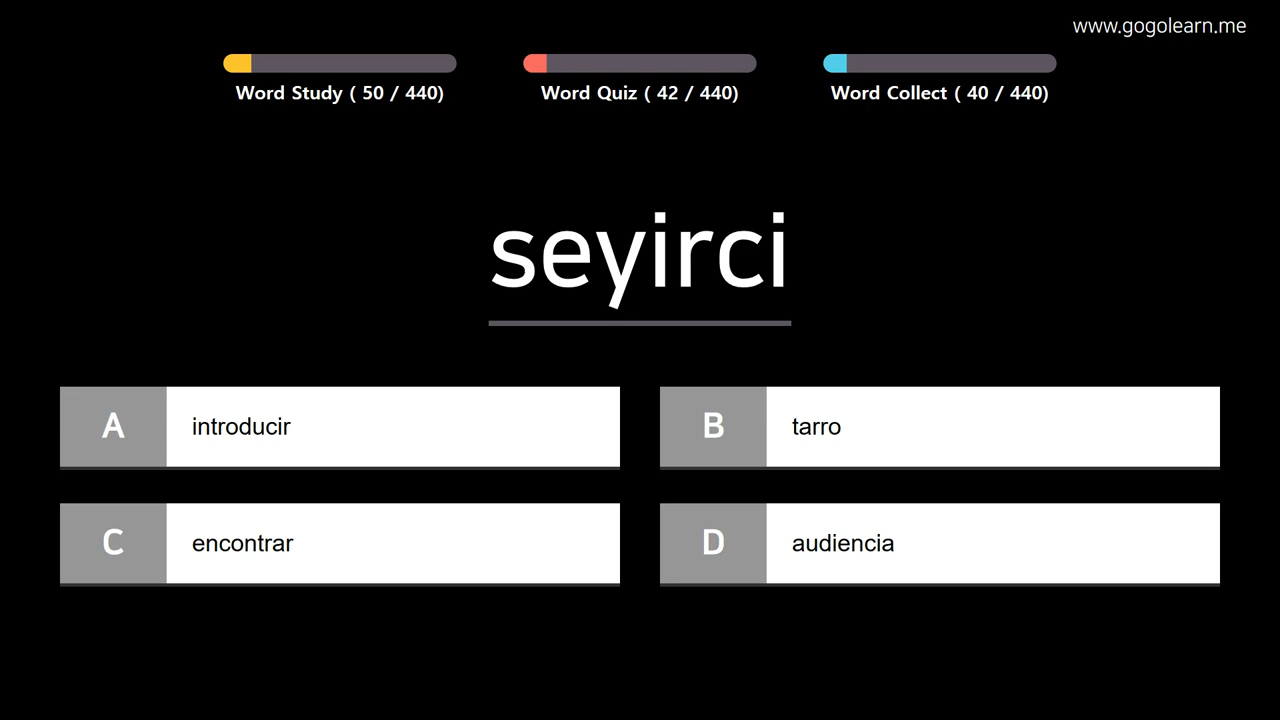 www.gogolearn.me
Word Study ( 50 / 440)
Word Quiz ( 42 / 440)
Word Collect ( 40 / 440)
seyirci
A introducir
B tarro
C encontrar
D audiencia